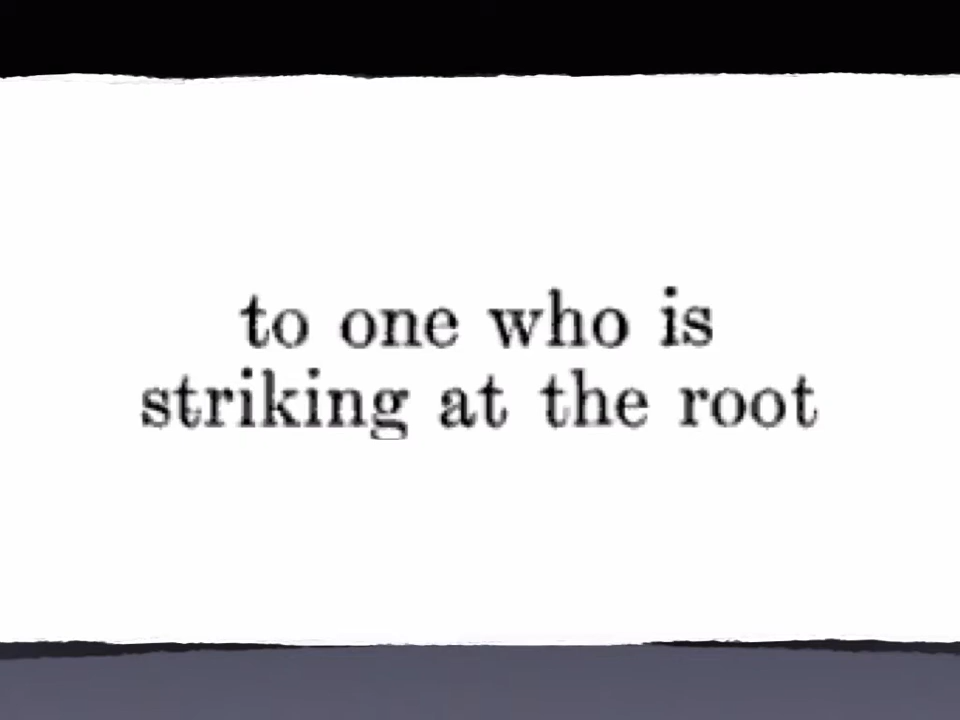 to one who is
striking at the root